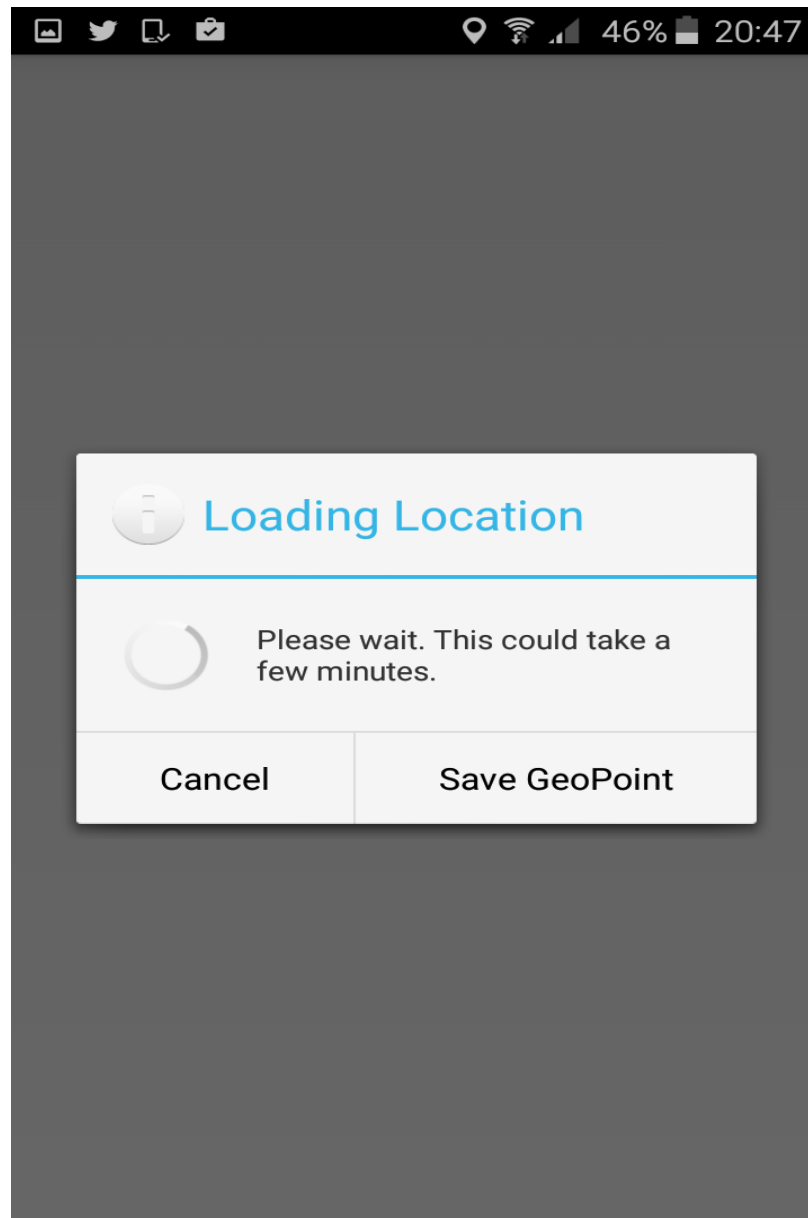 46% 20:47
Loading Location
Please wait. This could take a
few minutes.
Cancel Save GeoPoint